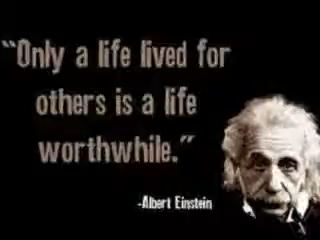 “Only a life lived for
others is a life
worthwhile.”
-Albert Einstein